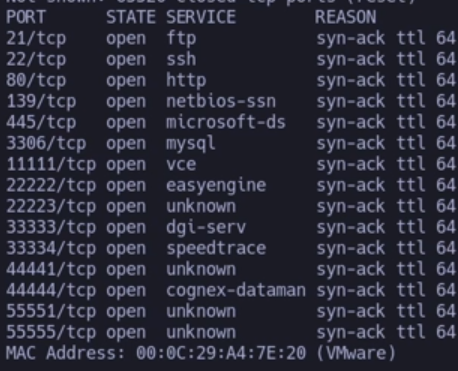 Not shown: 65520 closed tcp ports (reset)
PORT STATE SERVICE REASON
21/tcp open ftp syn-ack ttl 64
22/tcp open ssh syn-ack ttl 64
80/tcp open http syn-ack ttl 64
139/tcp open netbios-ssn syn-ack ttl 64
445/tcp open microsoft-ds syn-ack ttl 64
3306/tcp open mysql syn-ack ttl 64
11111/tcp open vce syn-ack ttl 64
22222/tcp open easyengine syn-ack ttl 64
22223/tcp open unknown syn-ack ttl 64
33333/tcp open dgi-serv syn-ack ttl 64
33334/tcp open speedtrace syn-ack ttl 64
44441/tcp open unknown syn-ack ttl 64
44444/tcp open cognex-dataman syn-ack ttl 64
55551/tcp open unknown syn-ack ttl 64
55555/tcp open unknown syn-ack ttl 64
MAC Address: 00:0C:29:A4:7E:20 (VMware)